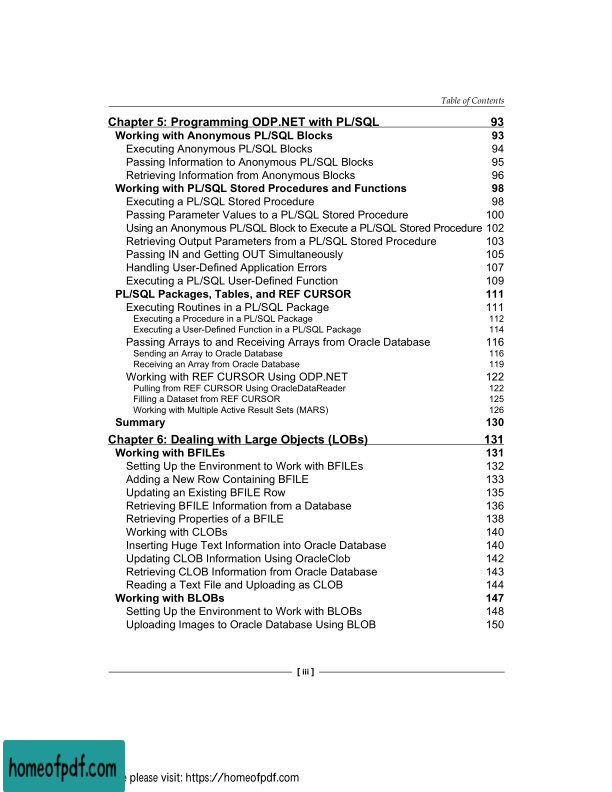 Table of Contents
Chapter 5: Programming ODP.NET with PL/SQL 93
Working with Anonymous PL/SQL Blocks 93
Executing Anonymous PL/SQL Blocks 94
Passing Information to Anonymous PL/SQL Blocks 95
Retrieving Information from Anonymous Blocks 96
Working with PL/SQL Stored Procedures and Functions 98
Executing a PL/SQL Stored Procedure 98
Passing Parameter Values to a PL/SQL Stored Procedure 100
Using an Anonymous PL/SQL Block to Execute a PL/SQL Stored Procedure 102
Retrieving Output Parameters from a PL/SQL Stored Procedure 103
Passing IN and Getting OUT Simultaneously 105
Handling User-Defined Application Errors 107
Executing a PL/SQL User-Defined Function 109
PL/SQL Packages, Tables, and REF CURSOR 111
Executing Routines in a PL/SQL Package 111
Executing a Procedure in a PL/SQL Package 112
Executing a User-Defined Function in a PL/SQL Package 114
Passing Arrays to and Receiving Arrays from Oracle Database 116
Sending an Array to Oracle Database 116
Receiving an Array from Oracle Database 119
Working with REF CURSOR Using ODP.NET 122
Pulling from REF CURSOR Using OracleDataReader 122
Filling a Dataset from REF CURSOR 125
Working with Multiple Active Result Sets (MARS) 126
Summary 130
Chapter 6: Dealing with Large Objects (LOBs) 131
Working with BFILEs 131
Setting Up the Environment to Work with BFILEs 132
Adding a New Row Containing BFILE 133
Updating an Existing BFILE Row 135
Retrieving BFILE Information from a Database 136
Retrieving Properties of a BFILE 138
Working with CLOBs 140
Inserting Huge Text Information into Oracle Database 140
Updating CLOB Information Using OracleClob 142
Retrieving CLOB Information from Oracle Database 143
Reading a Text File and Uploading as CLOB 144
Working with BLOBs 147
Setting Up the Environment to Work with BLOBs 148
Uploading Images to Oracle Database Using BLOB 150
[ iii ]
homeofpdf.com
please visit: https://homeofpdf.com